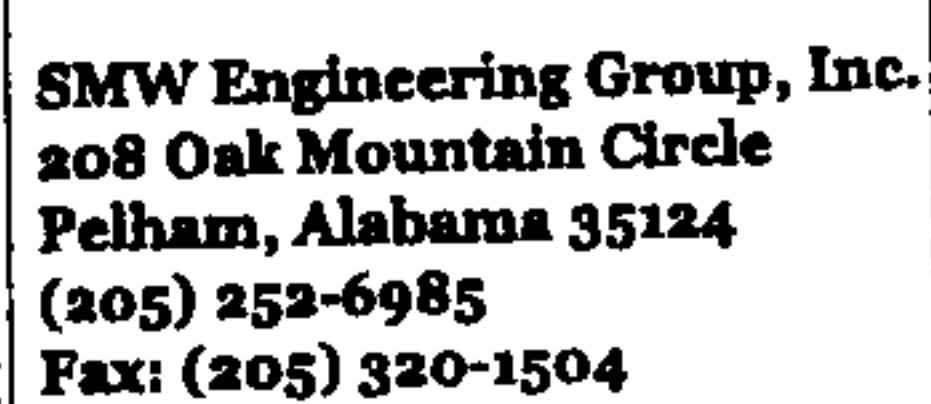 SMW Engineering Group, Inc.
208 Oak Mountain Circle
Pelham, Alabama 35124
(205) 252-6985
Fax: (205) 320-1504